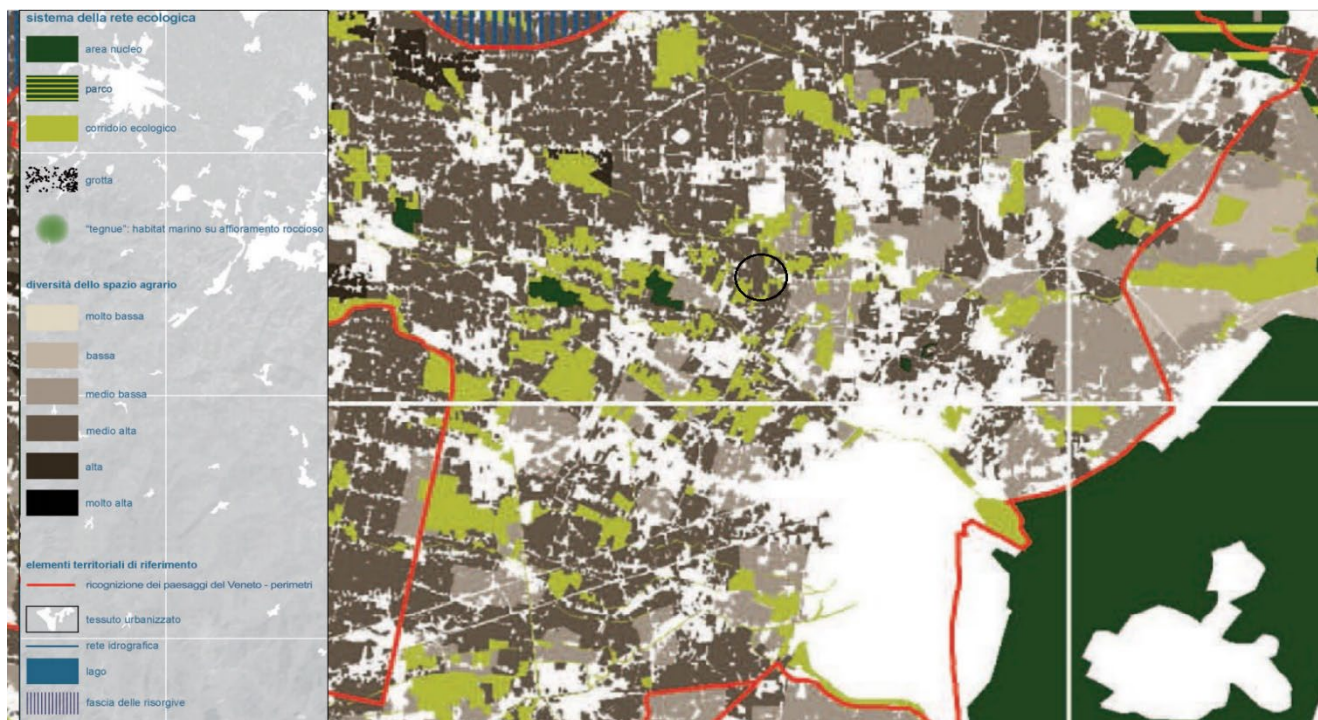 sistema della rete ecologica
area nucleo
parco
corridoio ecologico
grotta
"tegnue": habitat marino su affioramento roccioso
diversità dello spazio agrario
molto bassa
bassa
medio bassa
medio alta
alta
molto alta
elementi territoriali di riferimento
ricognizione dei paesaggi del Veneto - perimetri
tessuto urbanizzato
rete idrografica
lago
fascia delle risorgive